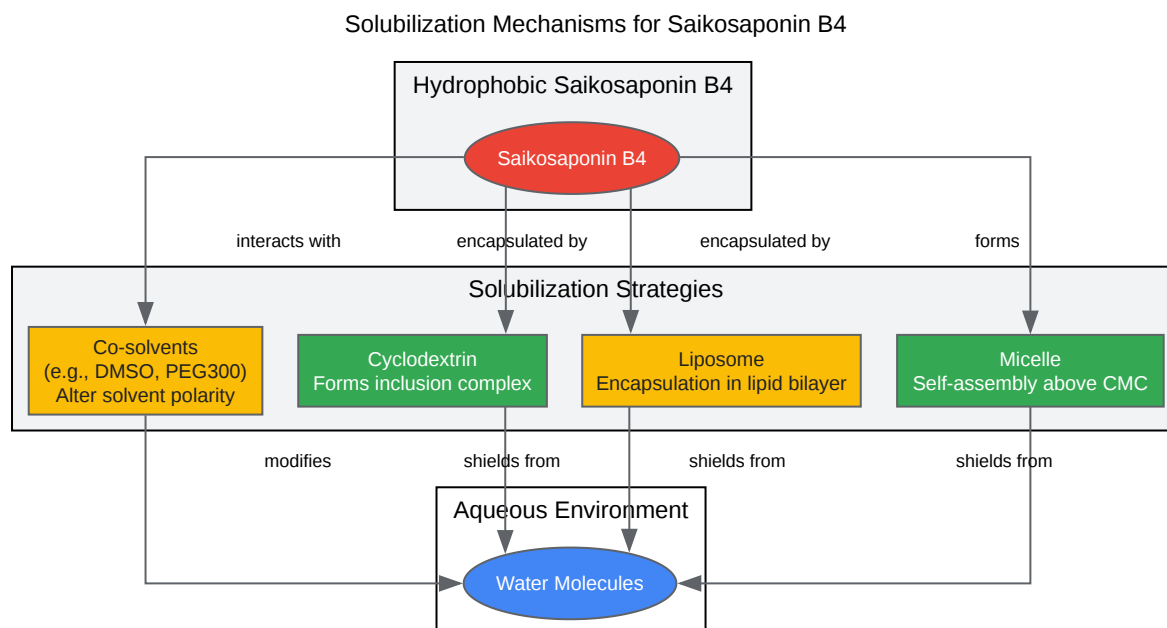 Solubilization Mechanisms for Saikosaponin B4
Hydrophobic Saikosaponin B4
Saikosaponin B4
interacts with
encapsulated by
encapsulated by
forms
Solubilization Strategies
Co-solvents
(e.g., DMSO, PEG300)
Alter solvent polarity
Cyclodextrin
Forms inclusion complex
Liposome
Encapsulation in lipid bilayer
Micelle
Self-assembly above CMC
modifies
shields from
shields from
shields from
Aqueous Environment
Water Molecules